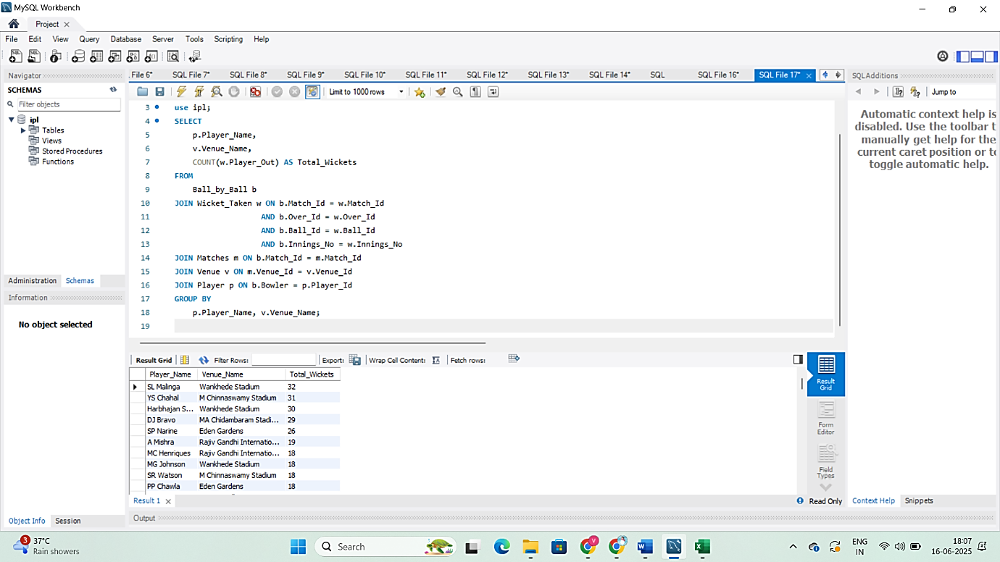 MySQL Workbench
Project
File Edit View Query Database Server Tools Scripting Help
Navigator
SCHEMAS
Filter objects
ipl
Tables
Views
Stored Procedures
Functions
Administration Schemas
Information
No object selected
Object Info Session
. File 6* SQL File 7* SQL File 8* SQL File 9* SQL File 10* SQL File 11* SQL File 12* SQL File 13* SQL File 14* SQL SQL File 16* SQL File 17*
Limit to 1000 rows
3 use ipl;
4 SELECT
5 p.Player_Name,
6 v.Venue_Name,
7 COUNT(w.Player_Out) AS Total_Wickets
8 FROM
9 Ball_by_Ball b
10 JOIN Wicket_Taken w ON b.Match_Id = w.Match_Id
11 AND b.Over_Id = w.Over_Id
12 AND b.Ball_Id = w.Ball_Id
13 AND b.Innings_No = w.Innings_No
14 JOIN Matches m ON b.Match_Id = m.Match_Id
15 JOIN Venue v ON m.Venue_Id = v.Venue_Id
16 JOIN Player p ON b.Bowler = p.Player_Id
17 GROUP BY
18 p.Player_Name, v.Venue_Name;
19
Result Grid Filter Rows: Export: Wrap Cell Content: Fetch rows:
Player_Name Venue_Name Total_Wickets
SL Malinga Wankhede Stadium 32
YS Chahal M Chinnaswamy Stadium 31
Harbhajan S... Wankhede Stadium 30
DJ Bravo MA Chidambaram Stadi... 29
SP Narine Eden Gardens 26
A Mishra Rajiv Gandhi Internatio... 19
MC Henriques Rajiv Gandhi Internatio... 18
MG Johnson Wankhede Stadium 18
SR Watson M Chinnaswamy Stadium 18
PP Chawla Eden Gardens 18
Result Grid
Form Editor
Field Types
Result 1
Read Only
Output
SQLAdditions
Jump to
Automatic context help is
disabled. Use the toolbar t
manually get help for the
current caret position or to
toggle automatic help.
Context Help Snippets
3
37°C
Rain showers
Search
V
ENG
IN
18:07
16-06-2025